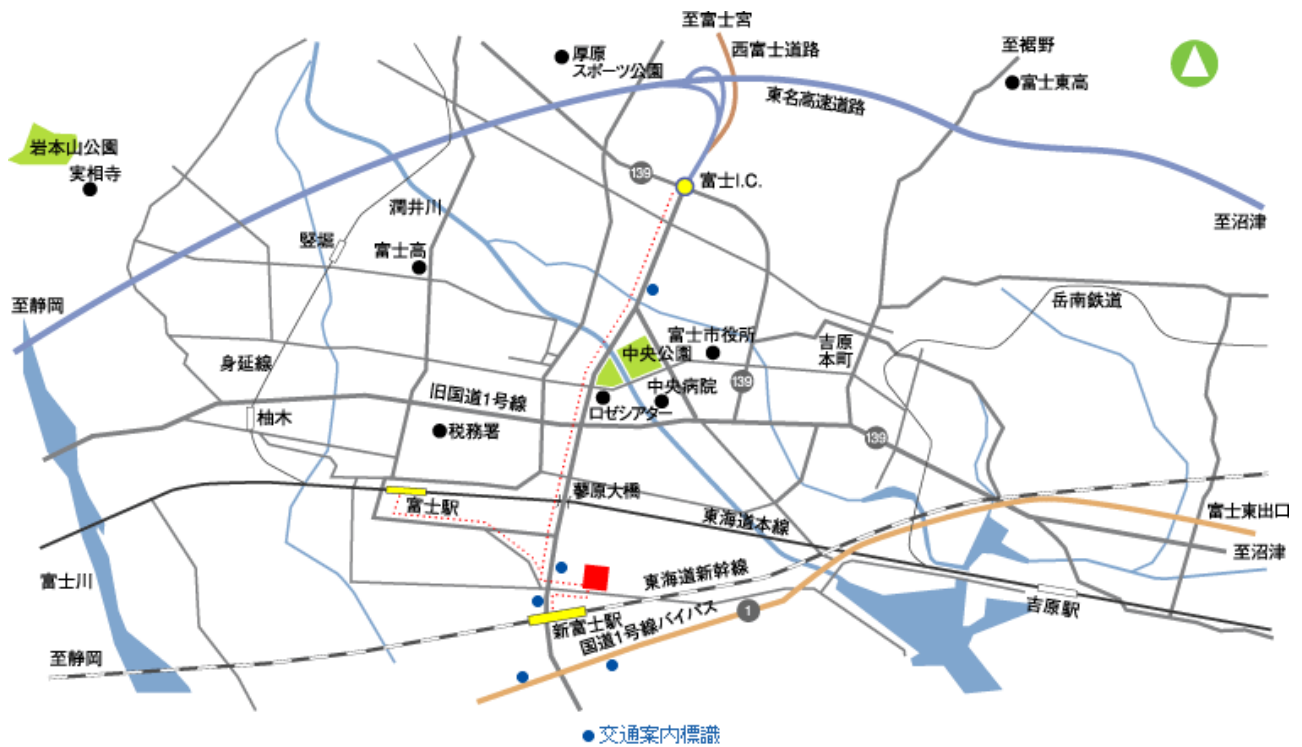 至富士宮
西富士道路
至裾野
厚原
スポーツ公園
富士東高
東名高速道路
岩本山公園
実相寺
139
富士I.C.
潤井川
至沼津
竪堀
富士高
至静岡
岳南鉄道
富士市役所
吉原
本町
中央公園
身延線
139
中央病院
旧国道1号線
ロゼシアター
柚木
税務署
139
蓼原大橋
富士駅
東海道本線
富士東出口
至沼津
富士川
東海道新幹線
吉原駅
1
新富士駅
国道1号線バイパス
至静岡
交通案内標識